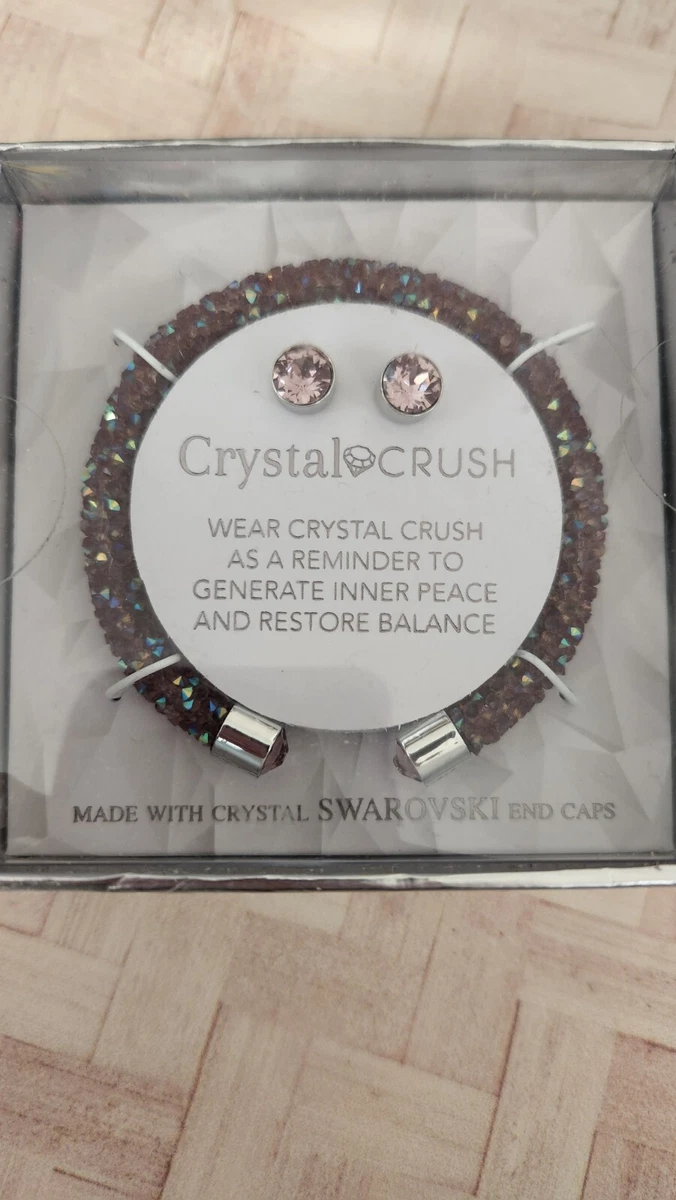 Crystal CRUSH
WEAR CRYSTAL CRUSH
AS A REMINDER TO
GENERATE INNER PEACE
AND RESTORE BALANCE
MADE WITH CRYSTAL SWAROVSKI END CAPS